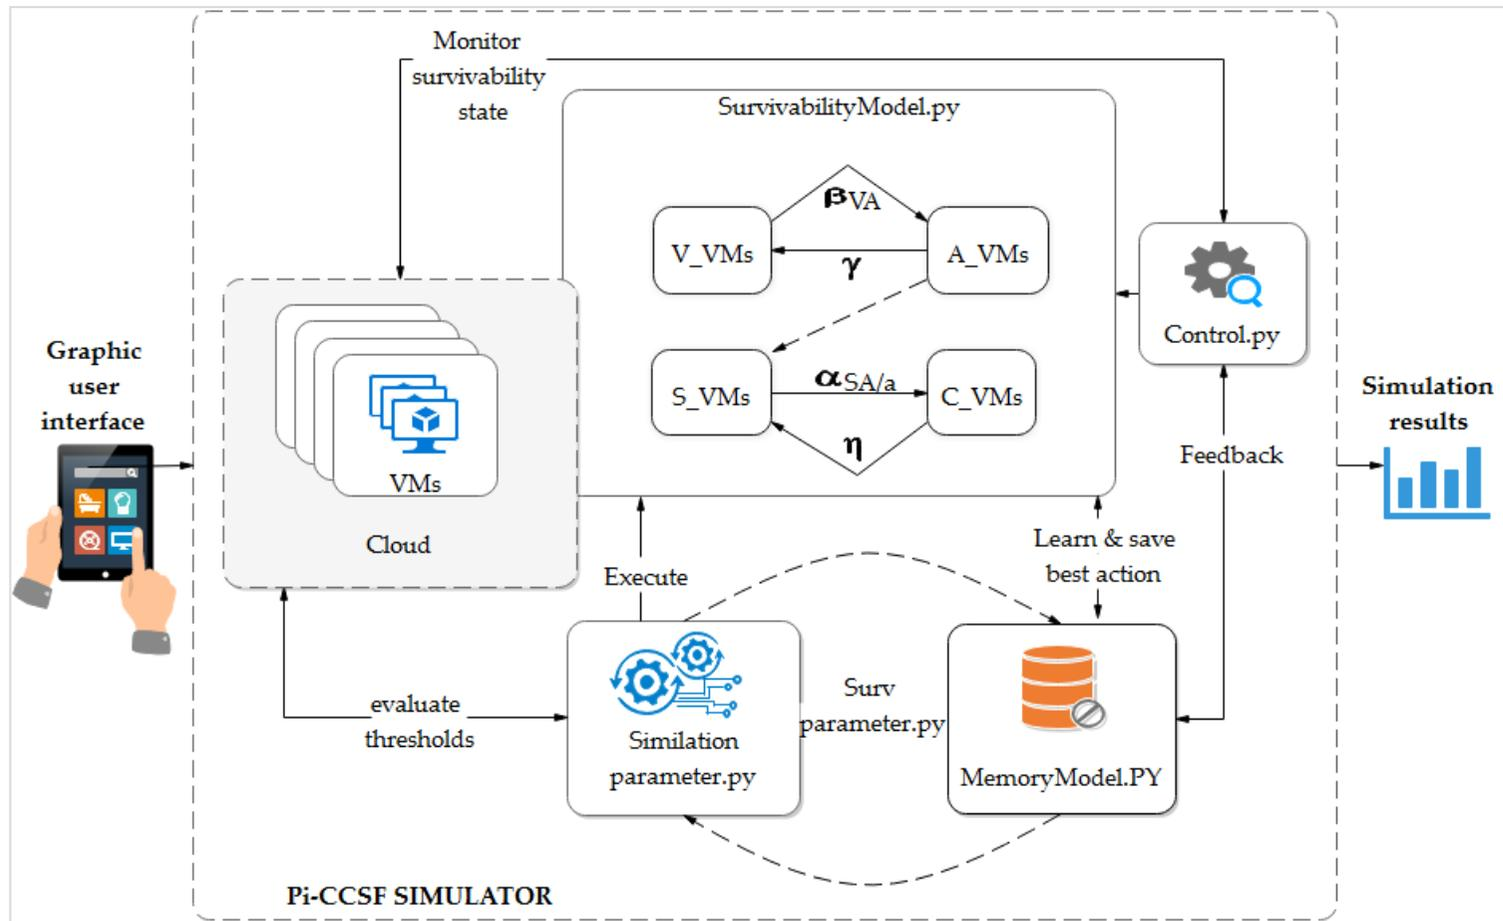 Monitor
survivability
state
SurvivabilityModel.py
βVA
V_VMs
A_VMs
γ
Control.py
Graphic
user
interface
αSA/a
S_VMs
C_VMs
η
Simulation
results
Feedback
VMs
Cloud
Execute
Learn & save
best action
evaluate
thresholds
Surv
parameter.py
Similation
parameter.py
MemoryModel.PY
Pi-CCSF SIMULATOR